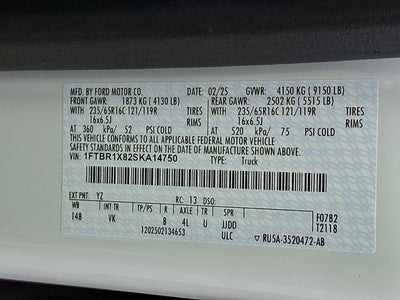 MFD. BY FORD MOTOR CO. 02/25 GVWR: 4150 KG ( 9150 LB)
FRONT GAWR: 1873 KG ( 4130 LB) REAR GAWR: 2502 KG ( 5515 LB)
235/65R16C 121/119R TIRES 235/65R16C 121/119R TIRES
16x6.5J RIMS 16x6.5J RIMS
AT 360 kPa/ 52 PSI COLD AT 520 kPa/ 75 PSI COLD
THIS VEHICLE CONFORMS TO ALL APPLICABLE FEDERAL MOTOR VEHICLE
SAFETY STANDARDS IN EFFECT ON THE DATE OF MANUFACTURE SHOWN ABOVE.
VIN: 1FTBR1X82SKA14750 TYPE: Truck
EXT PNT: YZ RC: 13 DSO:
WB TP/PS R AXLE TR SPR F0782
148 VK B 4L U JJDD T2118
1202502134653 ULC RU5A-3520472-AB